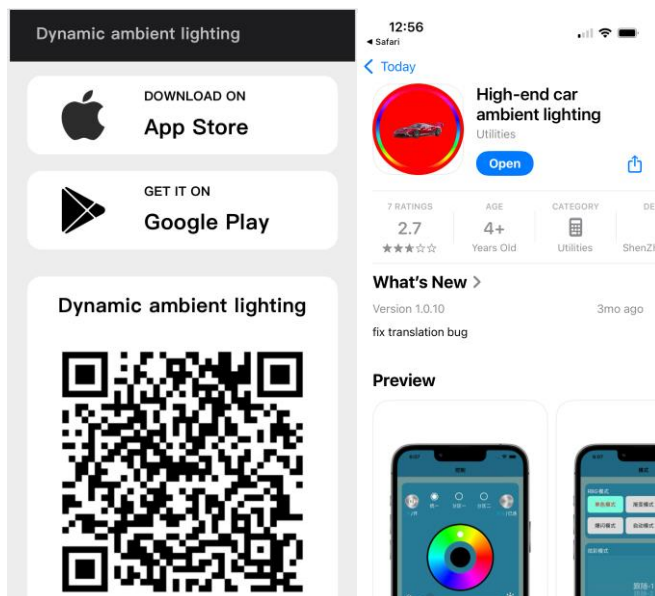 Dynamic ambient lighting
DOWNLOAD ON
App Store
GET IT ON
Google Play
Dynamic ambient lighting
12:56
◀ Safari
Today
High-end car
ambient lighting
Utilities
Open
7 RATINGS
2.7
AGE
4+
Years Old
CATEGORY
Utilities
DE
ShenZh
What's New
Version 1.0.10
3mo ago
fix translation bug
Preview